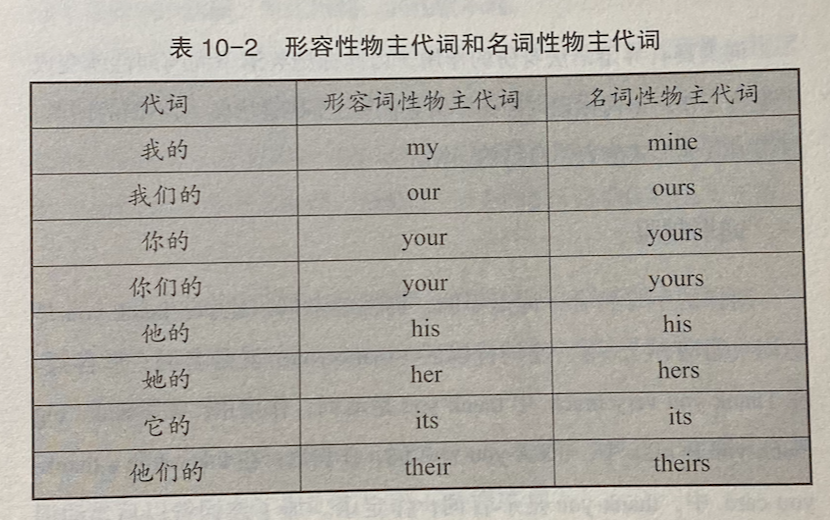 表 10-2 形容性物主代词和名词性物主代词
代词 形容词性物主代词 名词性物主代词
我的 my mine
我们的 our ours
你的 your yours
你们的 your yours
他的 his his
她的 her hers
它的 its its
他们的 their theirs